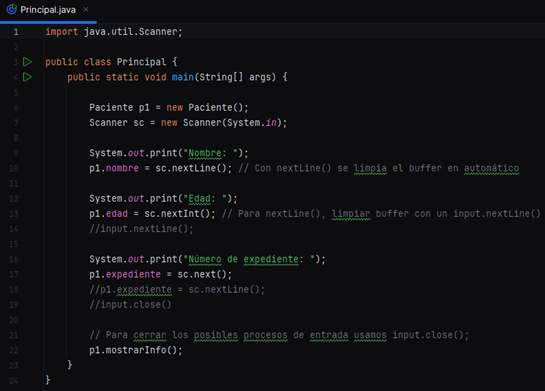 Principal.java ×
1 import java.util.Scanner;
2
3 public class Principal {
4 public static void main(String[] args) {
5
6 Paciente p1 = new Paciente();
7 Scanner sc = new Scanner(System.in);
8
9 System.out.print("Nombre: ");
10 p1.nombre = sc.nextLine(); // Con nextLine() se limpia el buffer en automático
11
12 System.out.print("Edad: ");
13 p1.edad = sc.nextInt(); // Para nextLine(), limpiar buffer con un input.nextLine()
14 //input.nextLine();
15
16 System.out.print("Número de expediente: ");
17 p1.expediente = sc.next();
18 //p1.expediente = sc.nextLine();
19 //input.close()
20
21 // Para cerrar los posibles procesos de entrada usamos input.close();
22 p1.mostrarInfo();
23 }
24 }